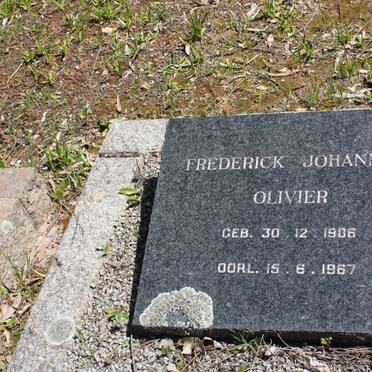 FREDERICK JOHANN
OLIVIER
GEB. 30. 12. 1906
OORL. 15. 6. 1967